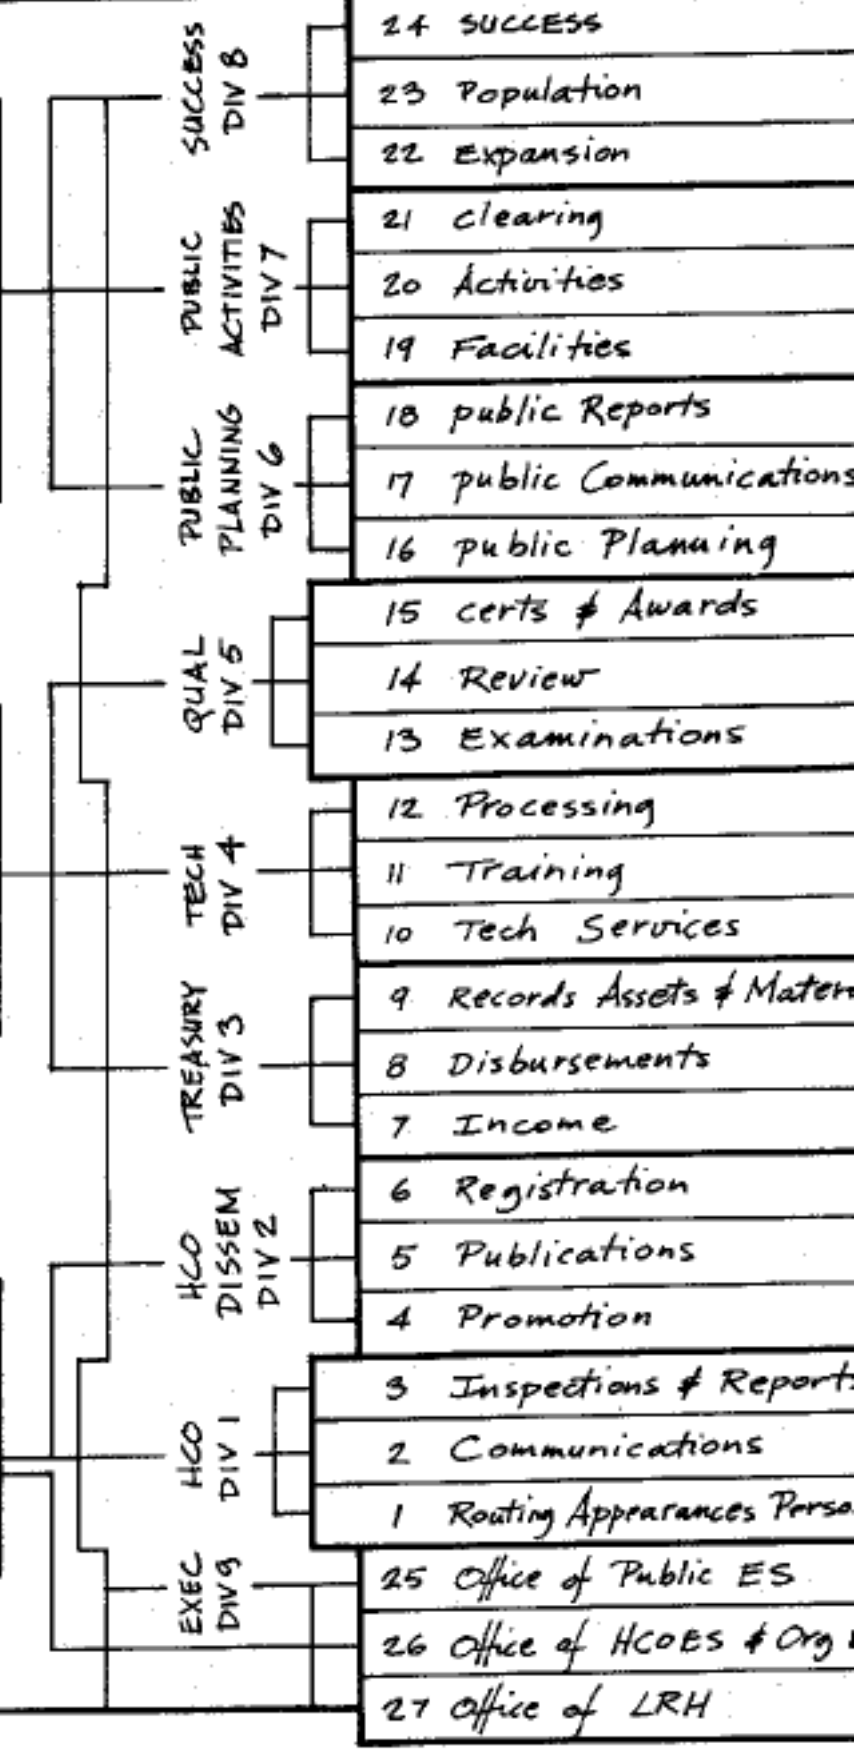 SUCCESS
DIV 8
24 SUCCESS
23 Population
22 Expansion
PUBLIC
ACTIVITIES
DIV 7
21 Clearing
20 Activities
19 Facilities
PUBLIC
PLANNING
DIV 6
18 public Reports
17 public Communications
16 public Planning
QUAL
DIV 5
15 certs & Awards
14 Review
13 Examinations
TECH
DIV 4
12 Processing
11 Training
10 Tech Services
TREASURY
DIV 3
9 Records Assets &
8 Disbursements
7 Income
HCO
DISSEM
DIV 2
6 Registration
5 Publications
4 Promotion
HCO
DIV 1
3 Inspections & Reports
2 Communications
1 Routing Appearances
EXEC
DIV 9
25 Office of Public ES
26 Office of HCOES & Org
27 Office of LRH